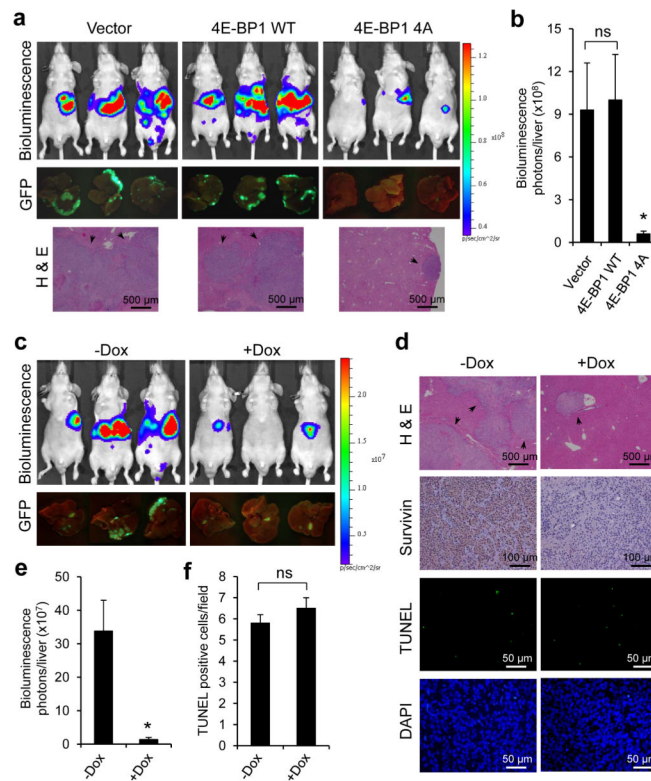 a
Vector 4E-BP1 WT 4E-BP1 4A
Bioluminescence
1.2
1.0
0.8
x10⁸
0.6
0.4
p/sec/cm^2/sr
GFP
H & E
500 µm 500 µm 500 µm
b
Bioluminescence
photons/liver (x10⁸)
15
12
9
6
3
0
ns
*
Vector
4E-BP1 WT
4E-BP1 4A
c
-Dox +Dox
Bioluminescence
2.0
x10⁷
1.2
0.8
0.3
p/sec/cm^2/sr
GFP
d
-Dox +Dox
H & E
500 µm 500 µm
Survivin
100 µm 100 µm
TUNEL
50 µm 50 µm
DAPI
50 µm 50 µm
e
Bioluminescence
photons/liver (x10⁷)
50
40
30
20
10
0
*
-Dox
+Dox
f
TUNEL positive cells/field
8
7
6
5
4
3
2
1
0
ns
-Dox
+Dox